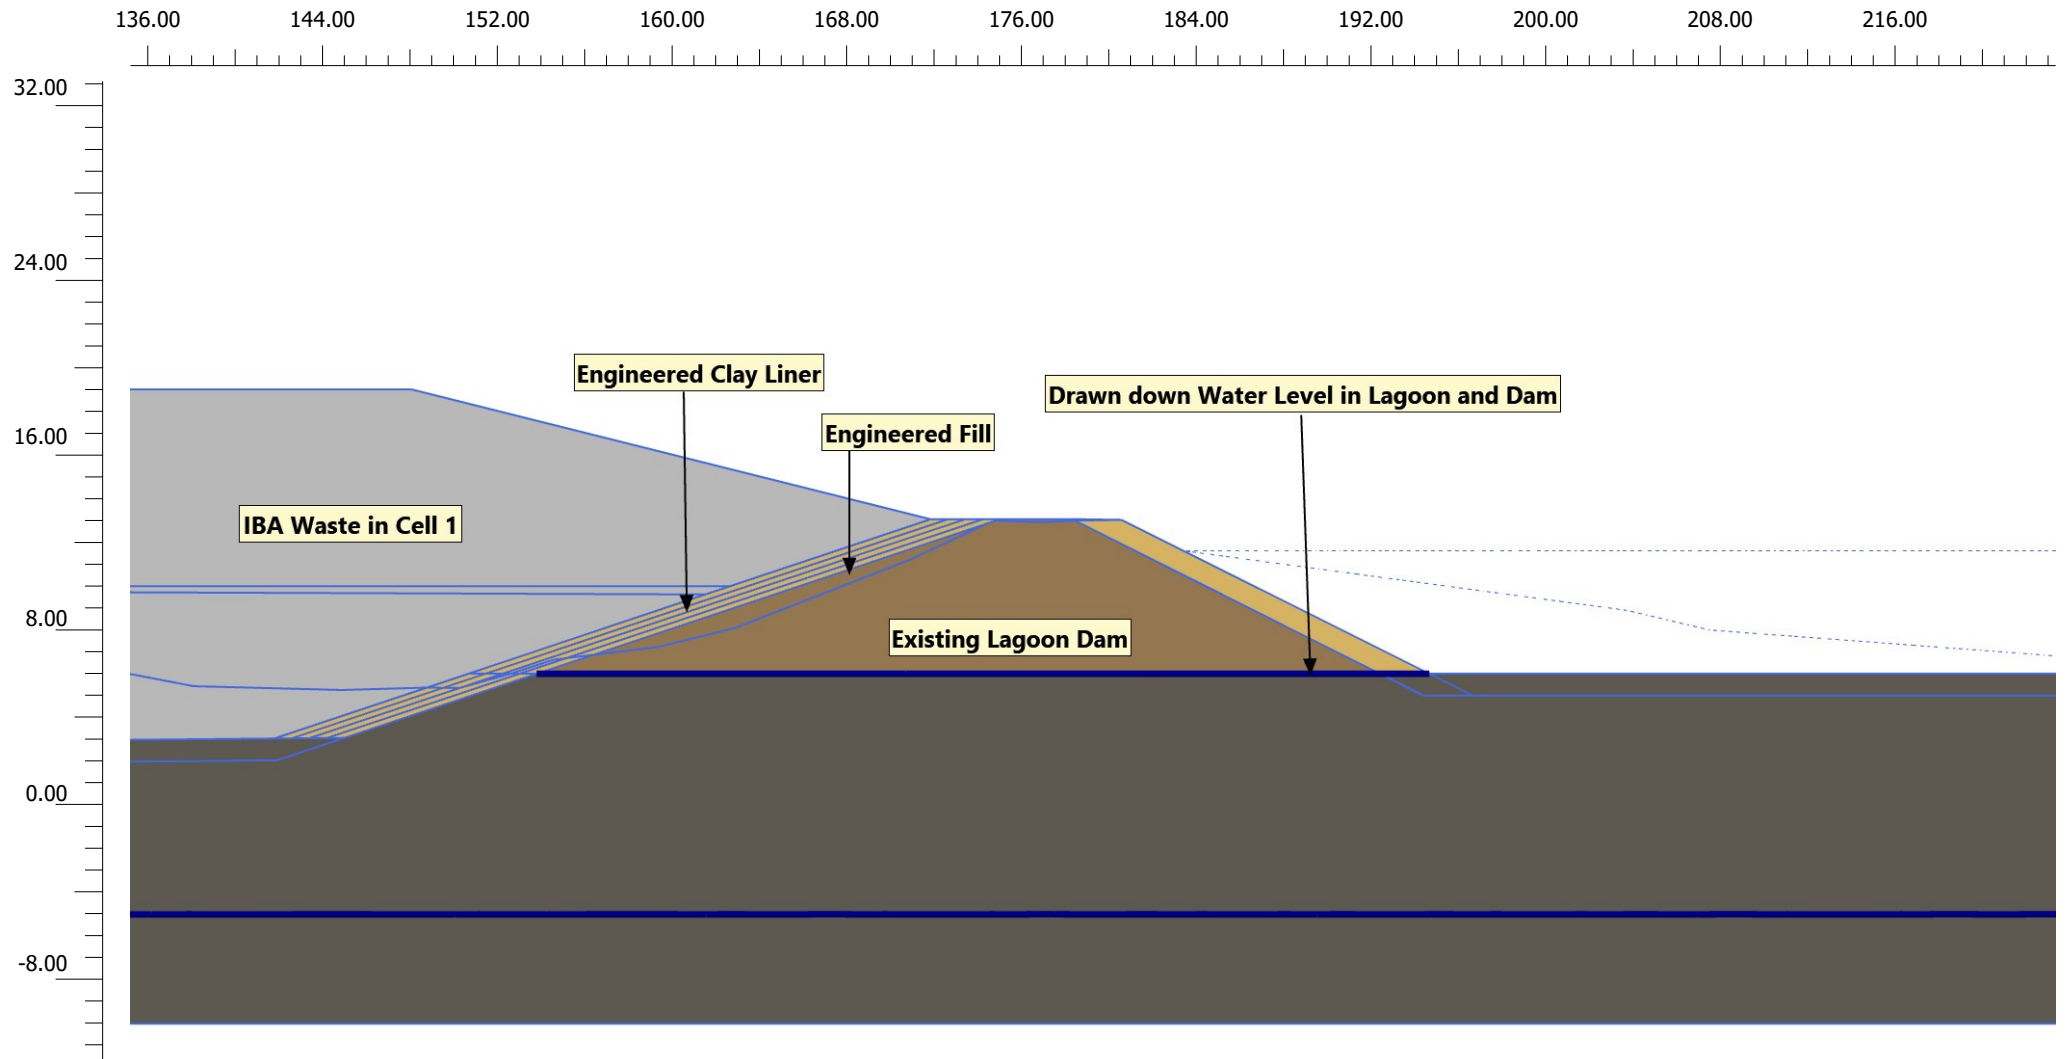 136.00 144.00 152.00 160.00 168.00 176.00 184.00 192.00 200.00 208.00 216.00
32.00
24.00
16.00
8.00
0.00
-8.00
Engineered Clay Liner
Drawn down Water Level in Lagoon and Dam
Engineered Fill
IBA Waste in Cell 1
Existing Lagoon Dam